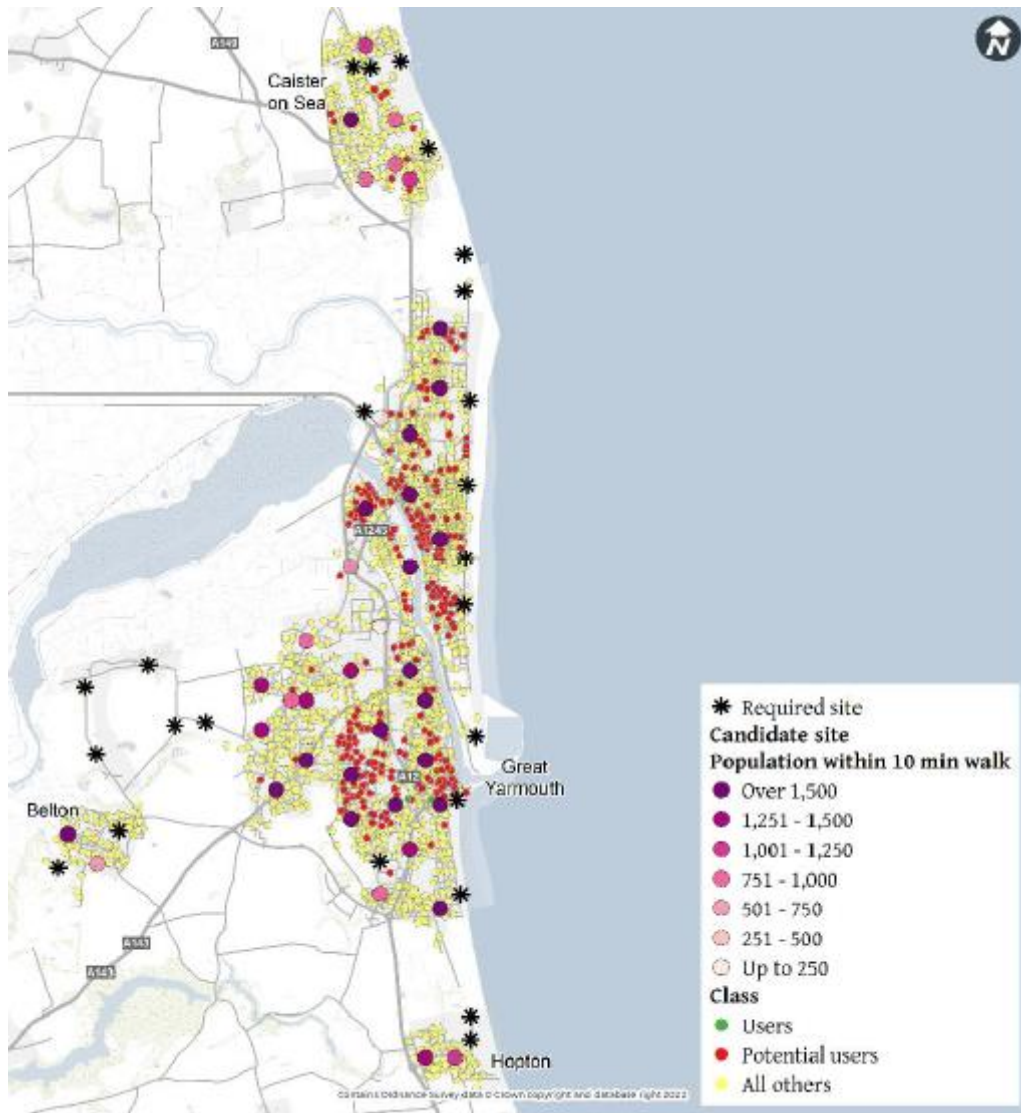 N
A149
Caister
on Sea
A1243
Great
Yarmouth
A12
Belton
A143
A143
Hopton
Required site
Candidate site
Population within 10 min walk
Over 1,500
1,251 - 1,500
1,001 - 1,250
751 - 1,000
501 - 750
251 - 500
Up to 250
Class
Users
Potential users
All others
Contains Ordnance Survey data © Crown copyright and database right 2022